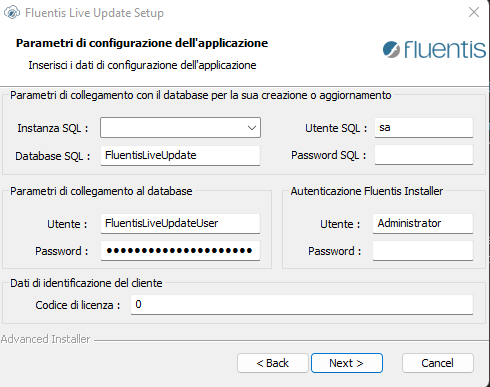 Fluentis Live Update Setup
Parametri di configurazione dell'applicazione
Inserisci i dati di configurazione dell'applicazione
fluentis
Parametri di collegamento con il database per la sua creazione o aggiornamento
Instanza SQL :
Utente SQL : sa
Database SQL : FluentisLiveUpdate
Password SQL :
Parametri di collegamento al database
Autenticazione Fluentis Installer
Utente : FluentisLiveUpdateUser
Utente : Administrator
Password : ●●●●●●●●●●●●●●●●●●●●●
Password :
Dati di identificazione del cliente
Codice di licenza : 0
Advanced Installer
< Back Next > Cancel